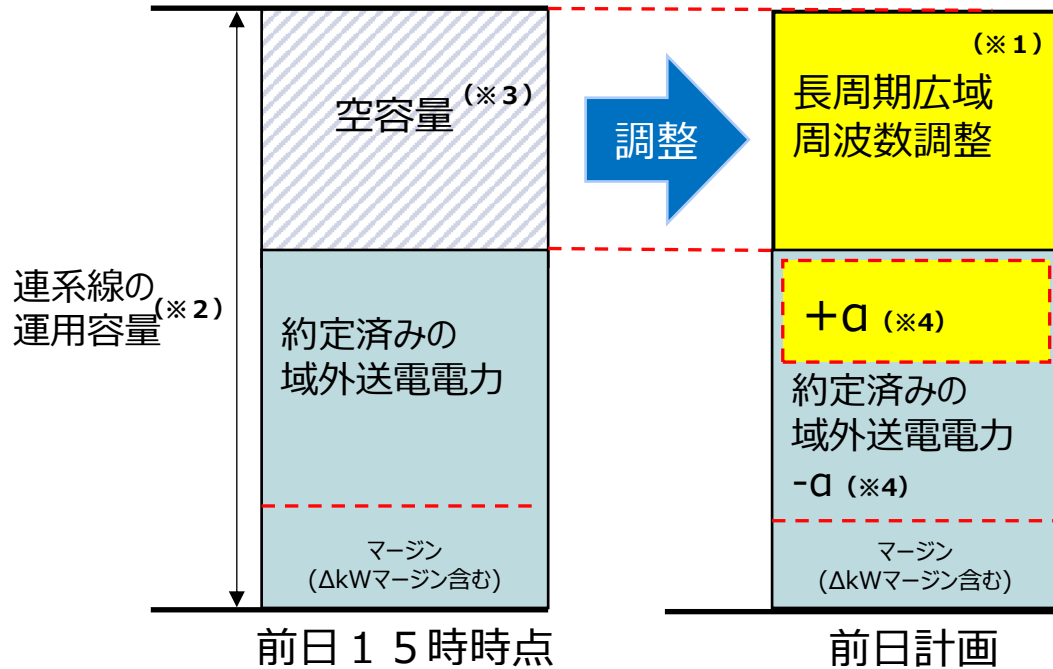 空容量（※３）
調整
（※１）
長周期広域
周波数調整
連系線の
運用容量（※２）
約定済みの
域外送電電力
＋α（※4）
約定済みの
域外送電電力
-α（※4）
マージン
(ΔkWマージン含む)
マージン
(ΔkWマージン含む)
前日１５時時点
前日計画